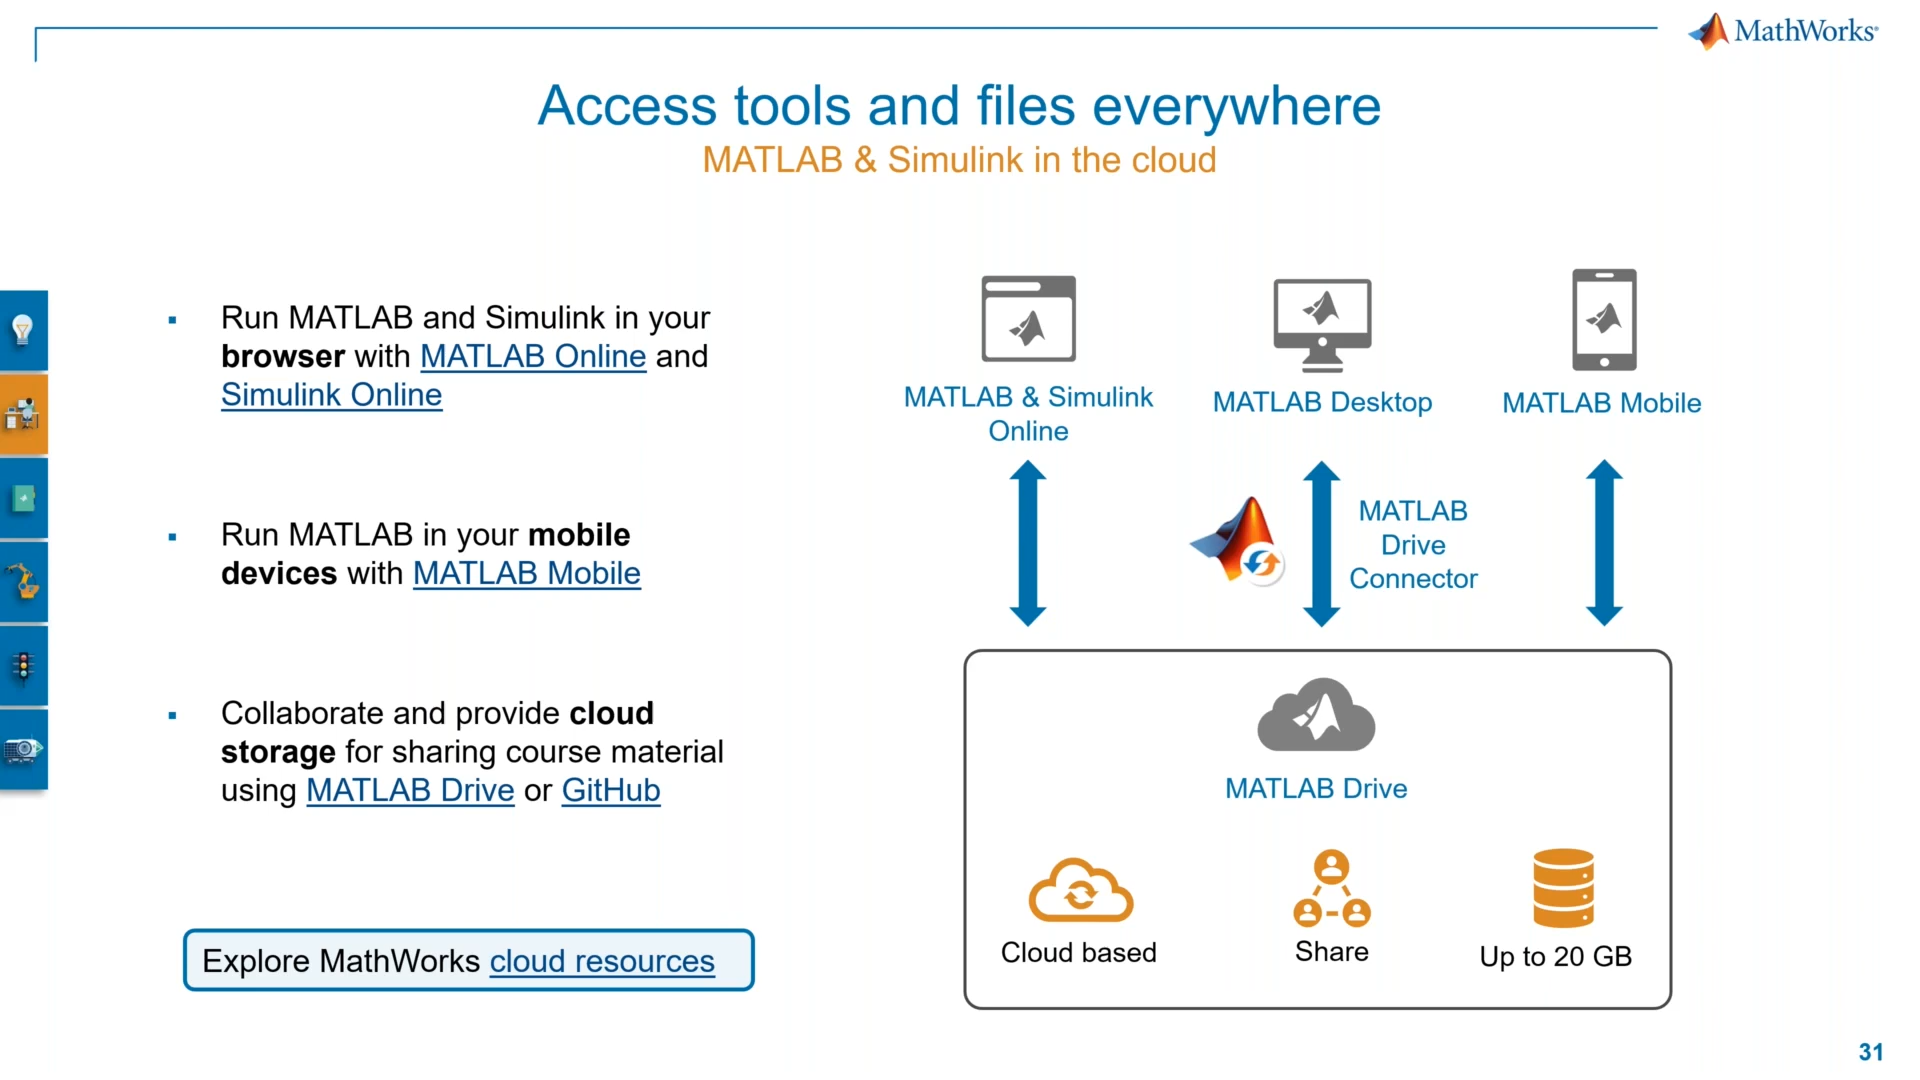 MathWorks®
Access tools and files everywhere
MATLAB & Simulink in the cloud
▪ Run MATLAB and Simulink in your
browser with MATLAB Online and
Simulink Online
▪ Run MATLAB in your mobile
devices with MATLAB Mobile
▪ Collaborate and provide cloud
storage for sharing course material
using MATLAB Drive or GitHub
Explore MathWorks cloud resources
MATLAB & Simulink
Online
MATLAB Desktop
MATLAB Mobile
MATLAB
Drive
Connector
MATLAB Drive
Cloud based
Share
Up to 20 GB
31